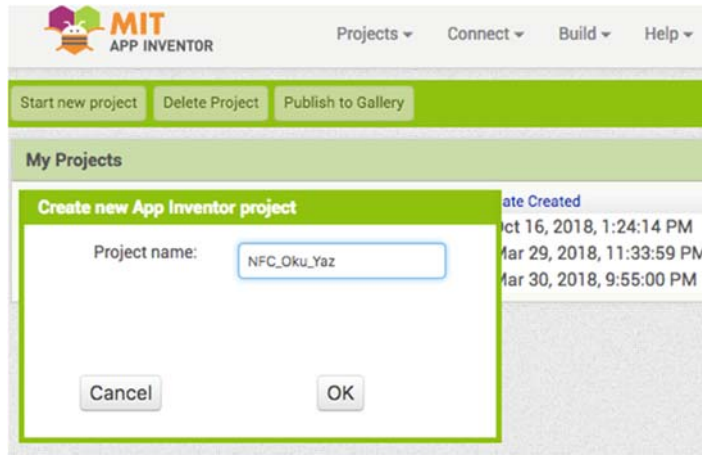 MIT
APP INVENTOR
Projects Connect Build Help
Start new project Delete Project Publish to Gallery
My Projects
Create new App Inventor project
Project name: NFC_Oku_Yaz
Cancel OK
ate Created
ct 16, 2018, 1:24:14 PM
Mar 29, 2018, 11:33:59 PM
Mar 30, 2018, 9:55:00 PM